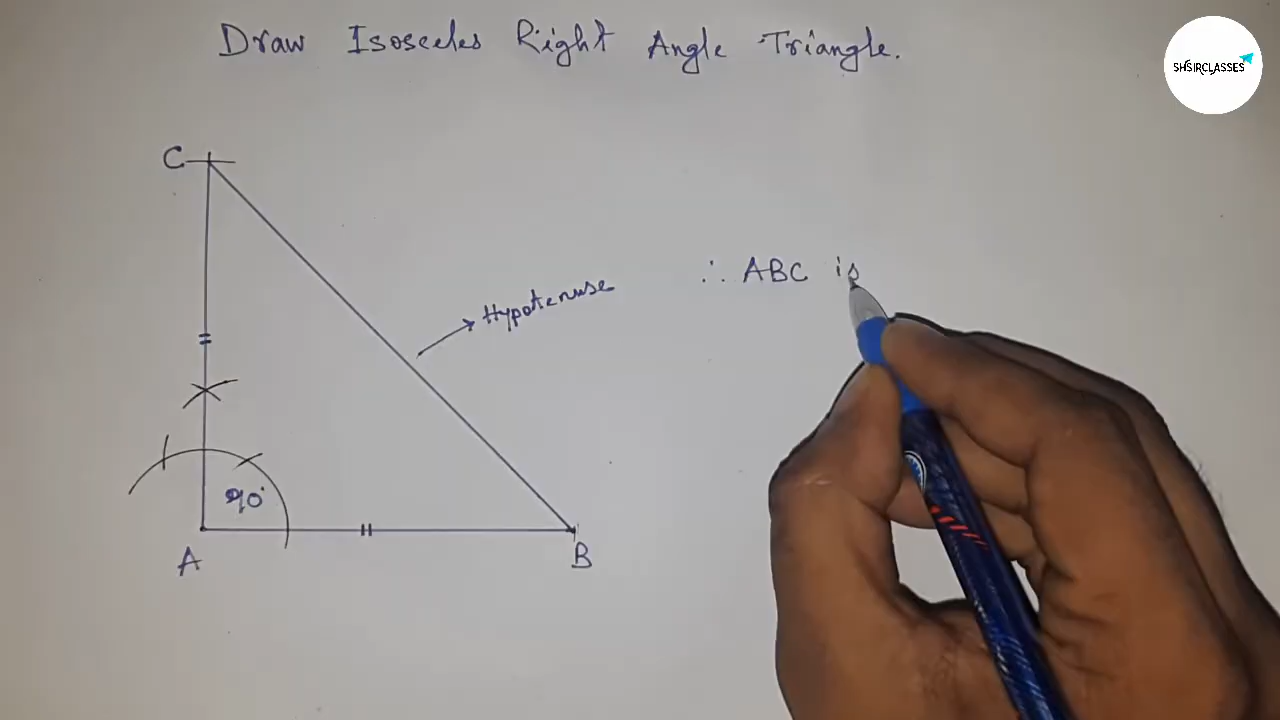 Draw Isosceles Right Angle Triangle.
SHSIRCLASSES
C
Hypotenuse
∴ ABC is
90°
A
B